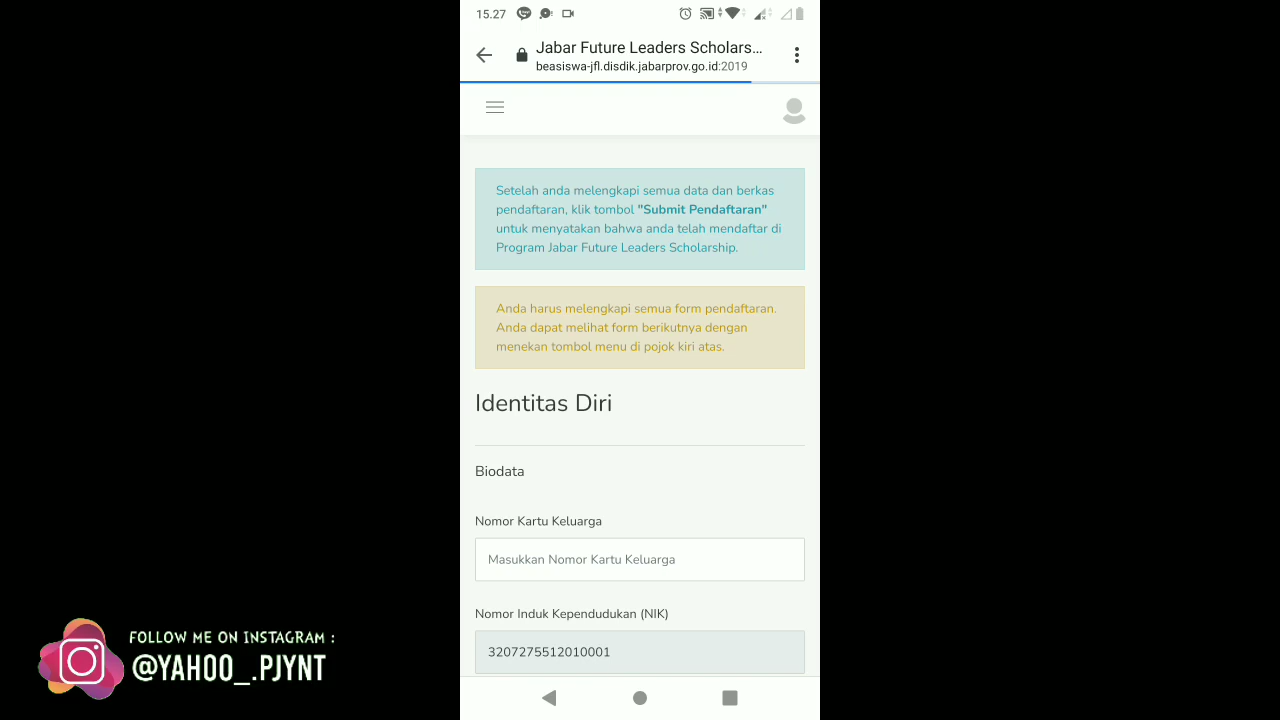 15.27
Jabar Future Leaders Scholars...
beasiswa-jfl.disdik.jabarprov.go.id:2019
Setelah anda melengkapi semua data dan berkas
pendaftaran, klik tombol "Submit Pendaftaran"
untuk menyatakan bahwa anda telah mendaftar di
Program Jabar Future Leaders Scholarship.
Anda harus melengkapi semua form pendaftaran.
Anda dapat melihat form berikutnya dengan
menekan tombol menu di pojok kiri atas.
Identitas Diri
Biodata
Nomor Kartu Keluarga
Masukkan Nomor Kartu Keluarga
Nomor Induk Kependudukan (NIK)
3207275512010001
FOLLOW ME ON INSTAGRAM :
@YAHOO_.PJYNT